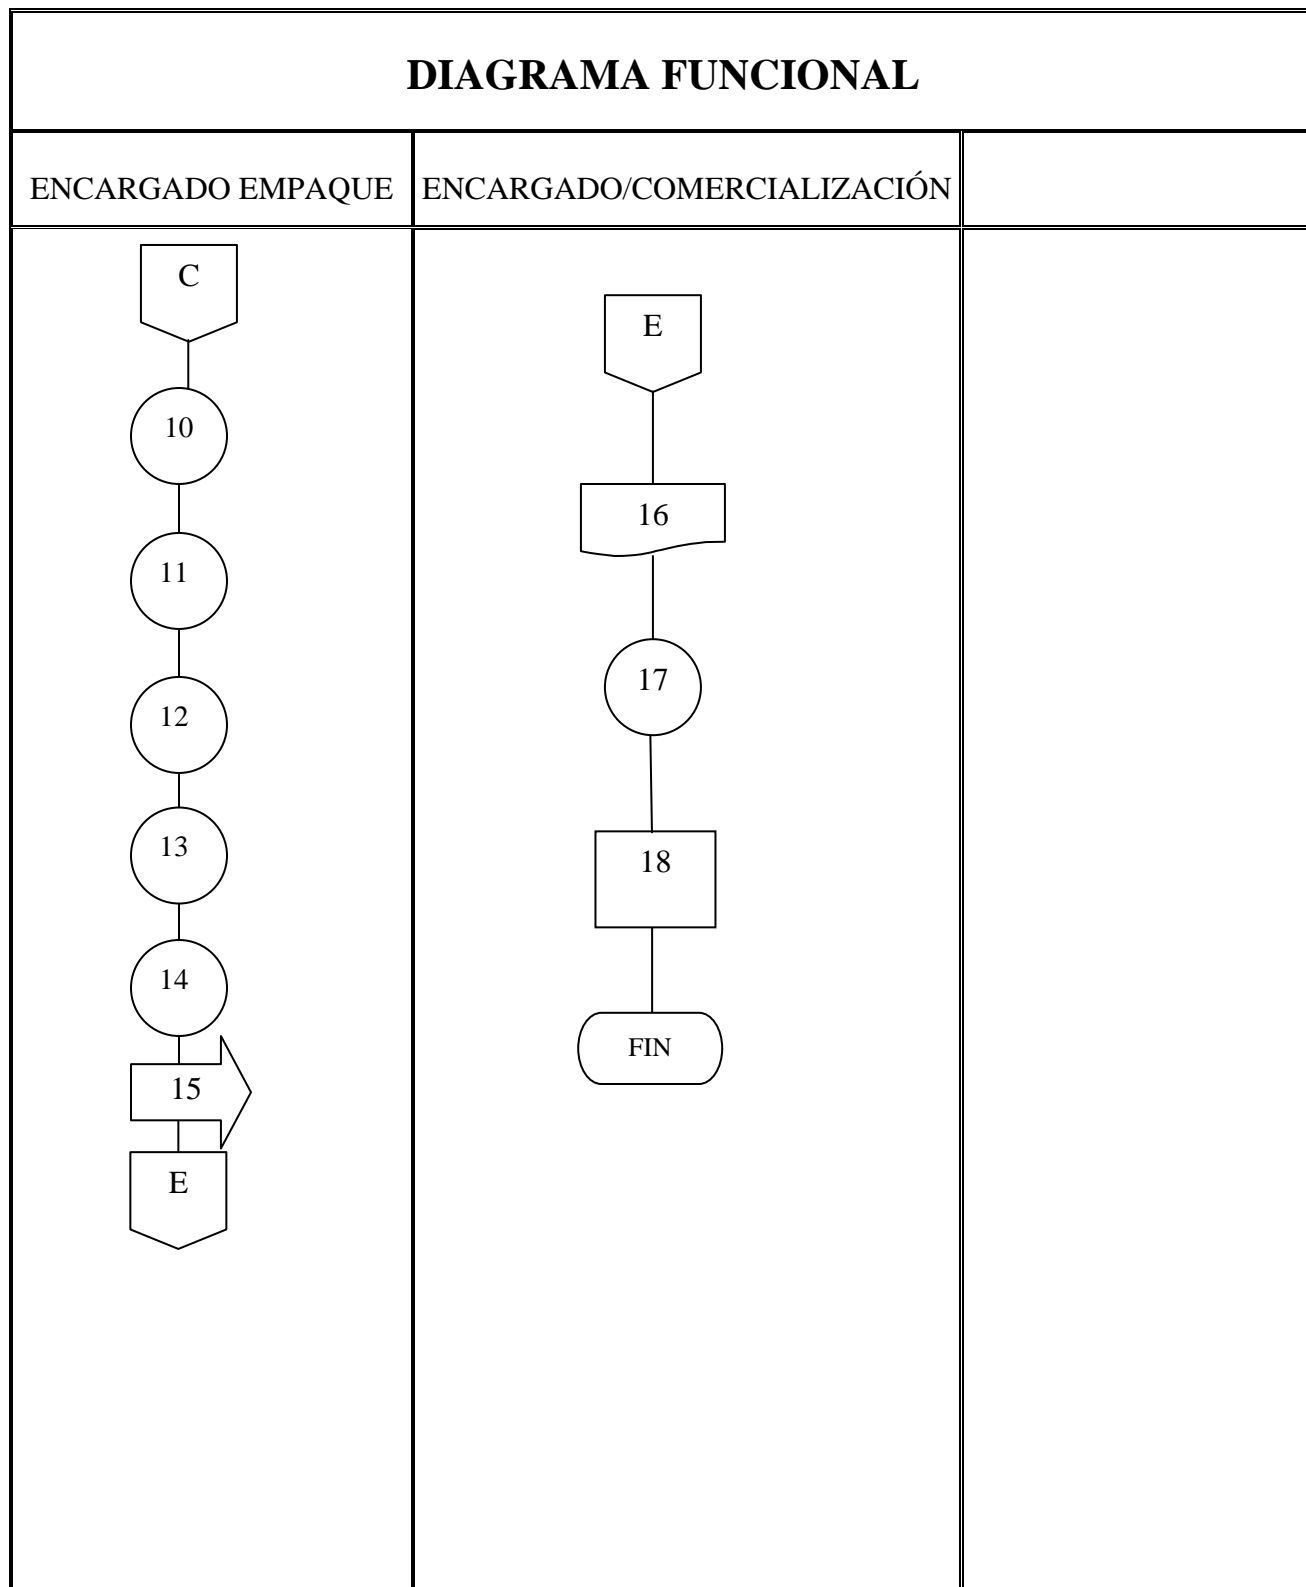 DIAGRAMA FUNCIONAL
ENCARGADO EMPAQUE
ENCARGADO/COMERCIALIZACIÓN
C
10
11
12
13
14
15
E
E
16
17
18
FIN